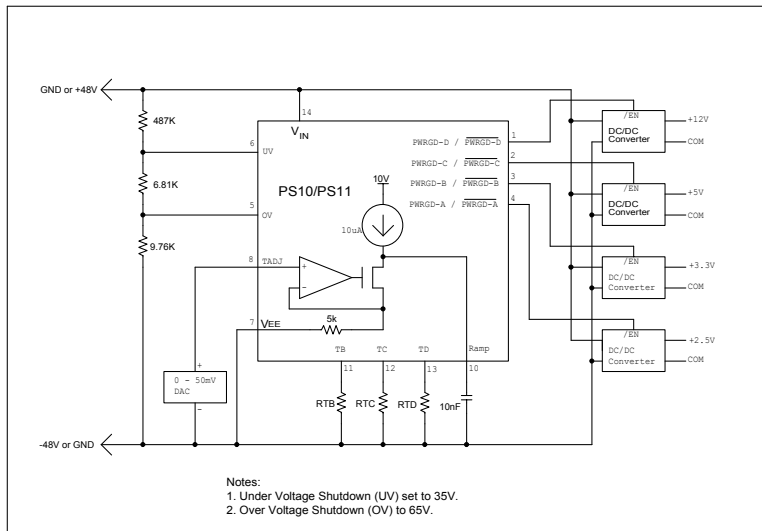 GND or +48V
487K
6.81K
9.76K
14
VIN
6
UV
5
OV
PS10/PS11
10V
10uA
8
TADJ
+
-
7
VEE
5k
TB
TC
TD
Ramp
11
12
13
10
RTB
RTC
RTD
10nF
+
0 - 50mV
DAC
-
-48V or GND
PWRGD-D / PWRGD-D
1
PWRGD-C / PWRGD-C
2
PWRGD-B / PWRGD-B
3
PWRGD-A / PWRGD-A
4
/EN
DC/DC
Converter
+12V
COM
/EN
DC/DC
Converter
+5V
COM
/EN
DC/DC
Converter
+3.3V
COM
/EN
DC/DC
Converter
+2.5V
COM
Notes:
1. Under Voltage Shutdown (UV) set to 35V.
2. Over Voltage Shutdown (OV) to 65V.